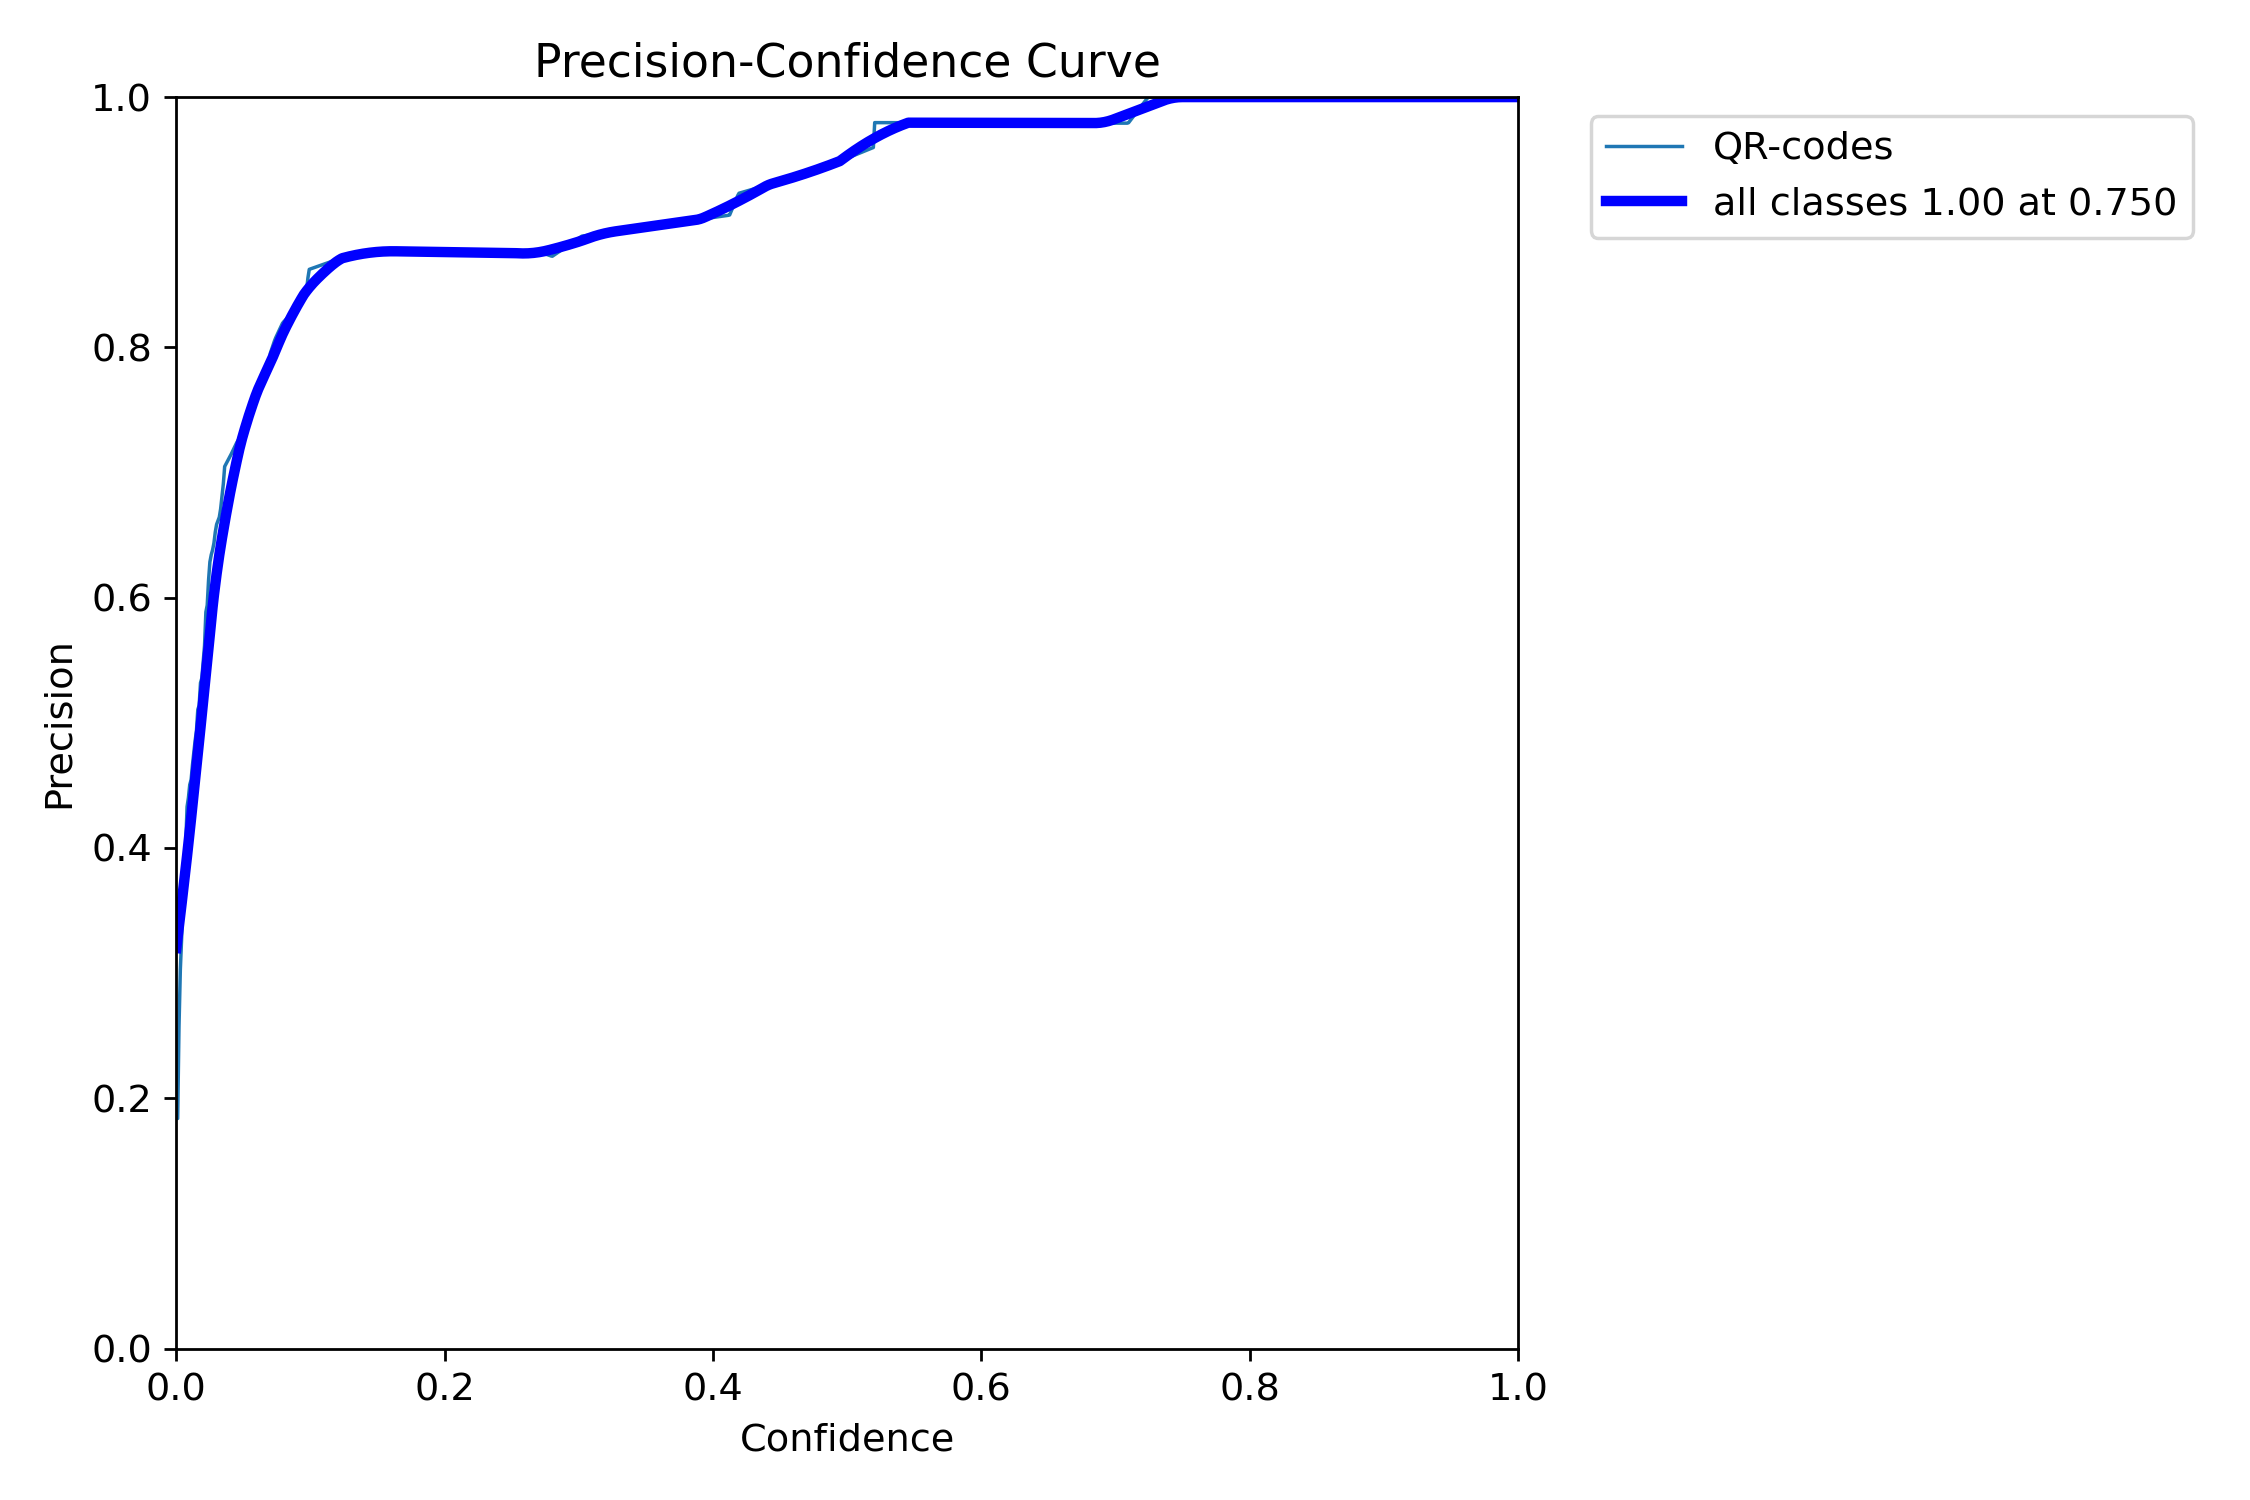 Precision-Confidence Curve
1.0
0.8
0.6
0.4
0.2
0.0
Precision
0.0 0.2 0.4 0.6 0.8 1.0
Confidence
QR-codes
all classes 1.00 at 0.750